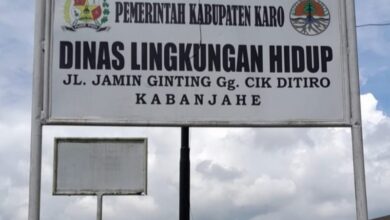 PEMERINTAH KABUPATEN KARO
DINAS LINGKUNGAN HIDUP
JL. JAMIN GINTING Gg. CIK DITIRO
KABANJAHE